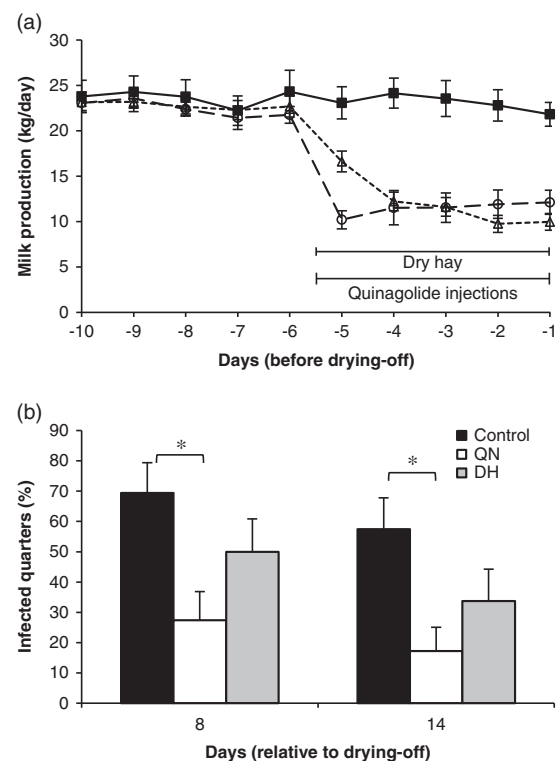 (a)
30
25
20
15
10
5
0
Milk production (kg/day)
Dry hay
Quinagolide injections
-10 -9 -8 -7 -6 -5 -4 -3 -2 -1
Days (before drying-off)
(b)
90
80
70
60
50
40
30
20
10
0
Infected quarters (%)
*
*
Control
QN
DH
8 14
Days (relative to drying-off)